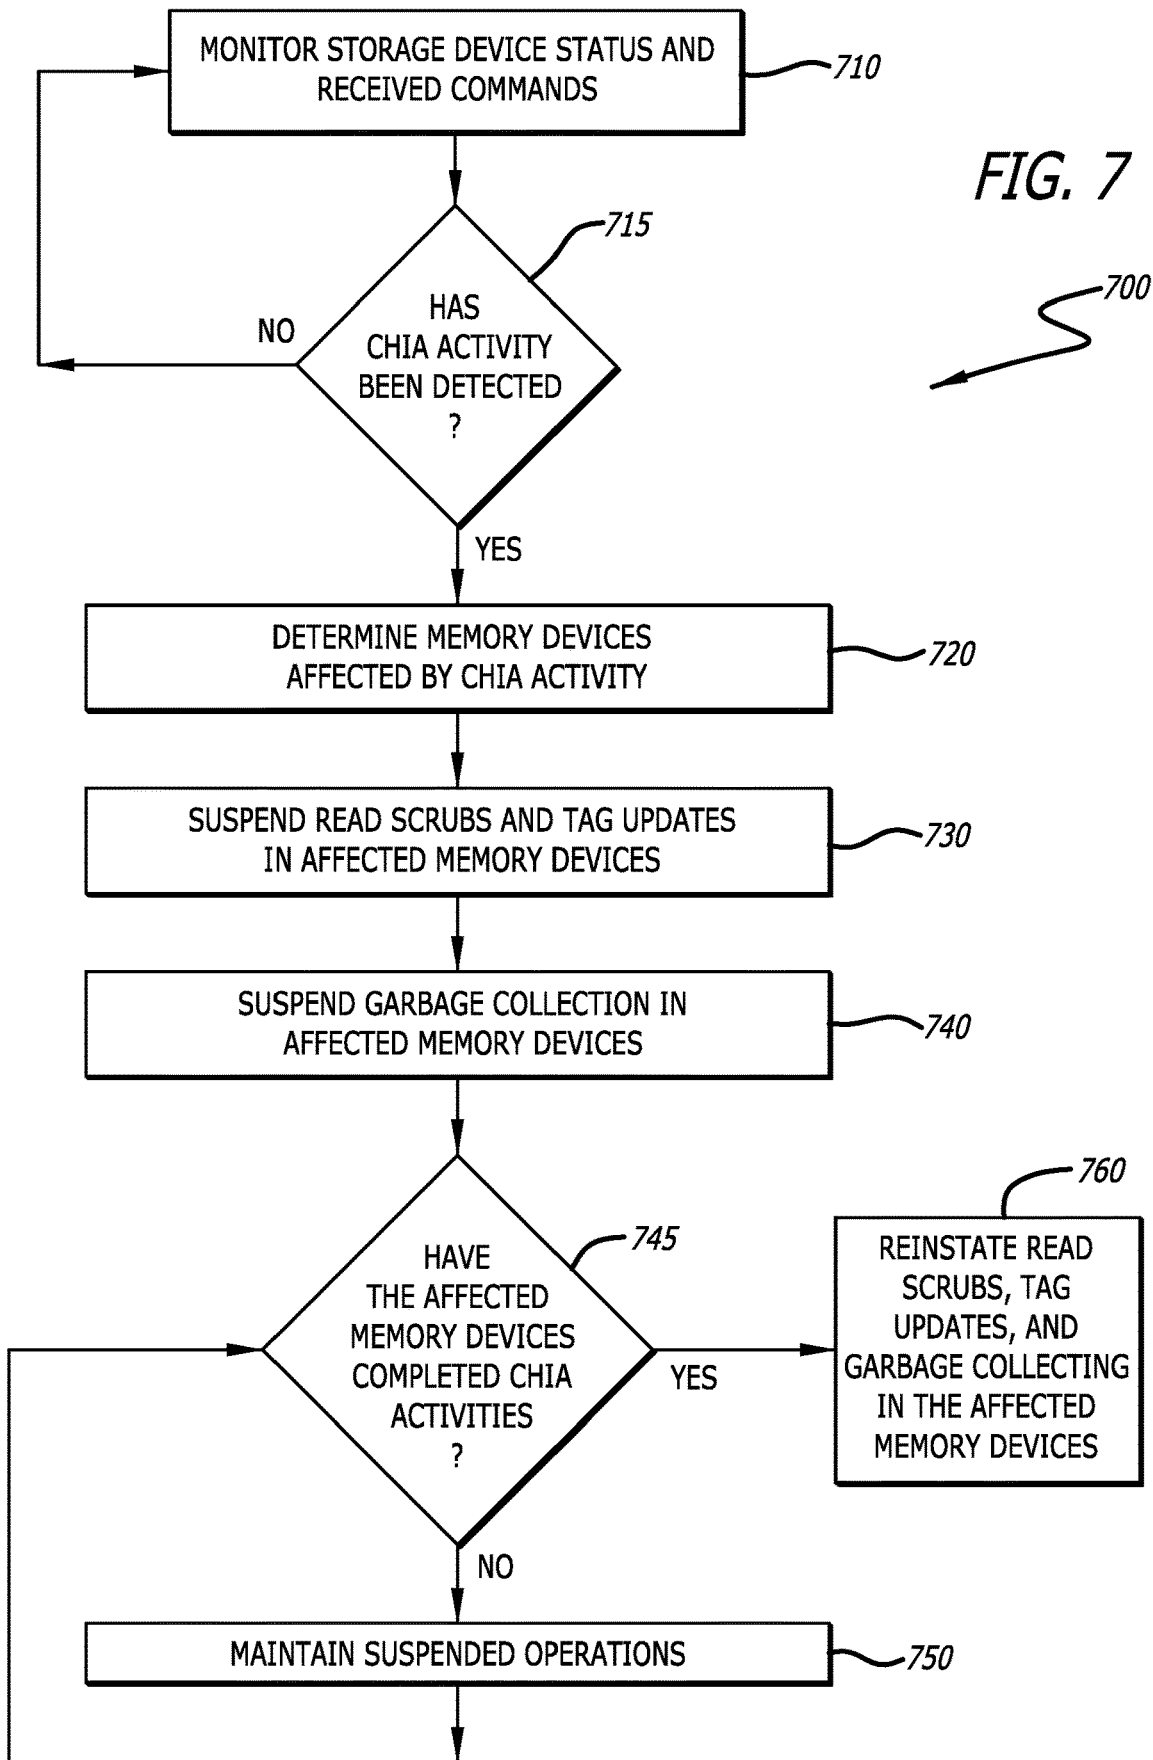 MONITOR STORAGE DEVICE STATUS AND
RECEIVED COMMANDS
710
FIG. 7
700
715
HAS
CHIA ACTIVITY
BEEN DETECTED
?
NO
YES
DETERMINE MEMORY DEVICES
AFFECTED BY CHIA ACTIVITY
720
SUSPEND READ SCRUBS AND TAG UPDATES
IN AFFECTED MEMORY DEVICES
730
SUSPEND GARBAGE COLLECTION IN
AFFECTED MEMORY DEVICES
740
745
HAVE
THE AFFECTED
MEMORY DEVICES
COMPLETED CHIA
ACTIVITIES
?
YES
760
REINSTATE READ
SCRUBS, TAG
UPDATES, AND
GARBAGE COLLECTING
IN THE AFFECTED
MEMORY DEVICES
NO
MAINTAIN SUSPENDED OPERATIONS
750